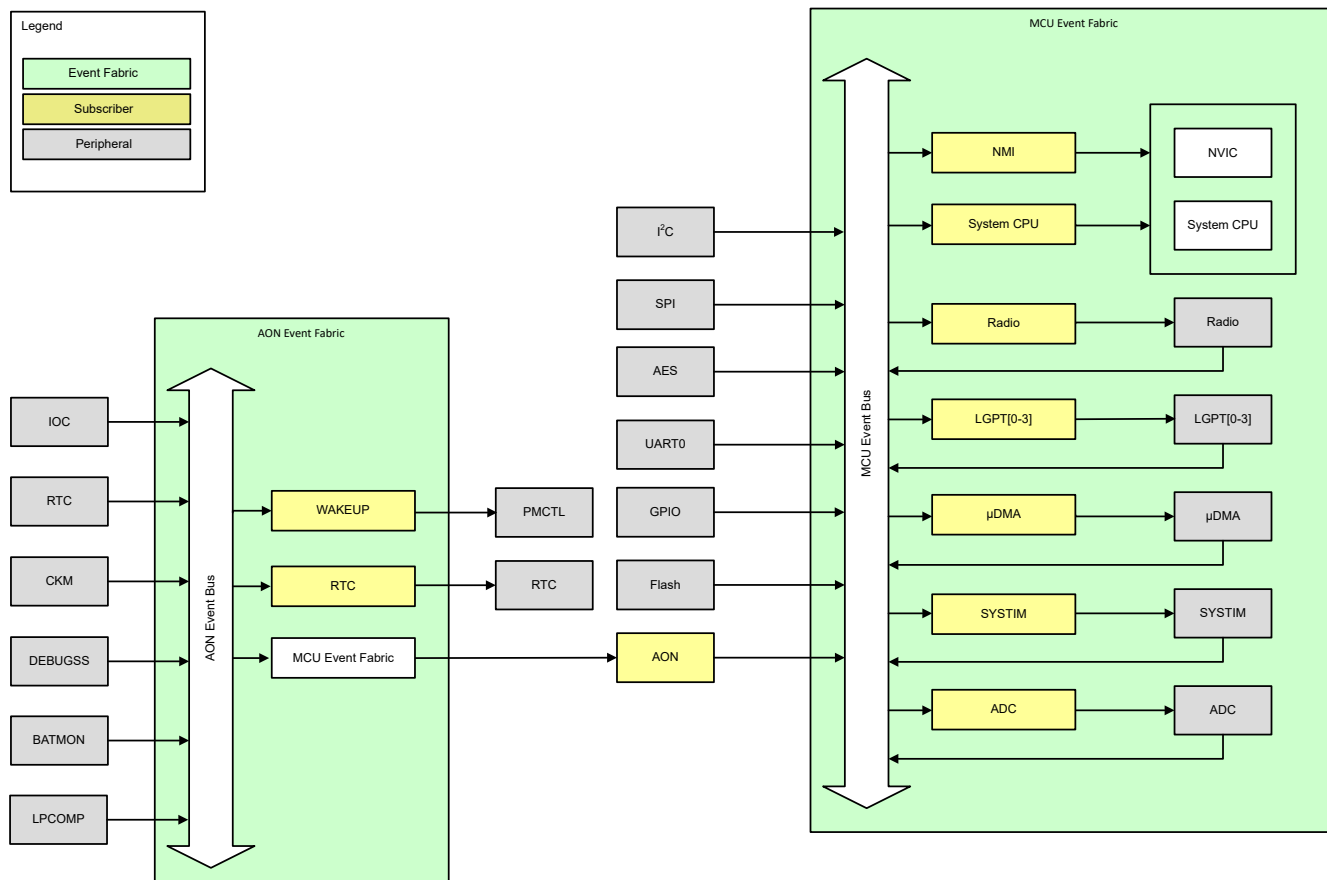 Legend
Event Fabric
Subscriber
Peripheral
AON Event Fabric
AON Event Bus
IOC
RTC
CKM
DEBUGSS
BATMON
LPCOMP
WAKEUP
RTC
MCU Event Fabric
PMCTL
RTC
I²C
SPI
AES
UART0
GPIO
Flash
AON
MCU Event Fabric
MCU Event Bus
NMI
System CPU
NVIC
System CPU
Radio
Radio
LGPT[0-3]
LGPT[0-3]
µDMA
µDMA
SYSTIM
SYSTIM
ADC
ADC